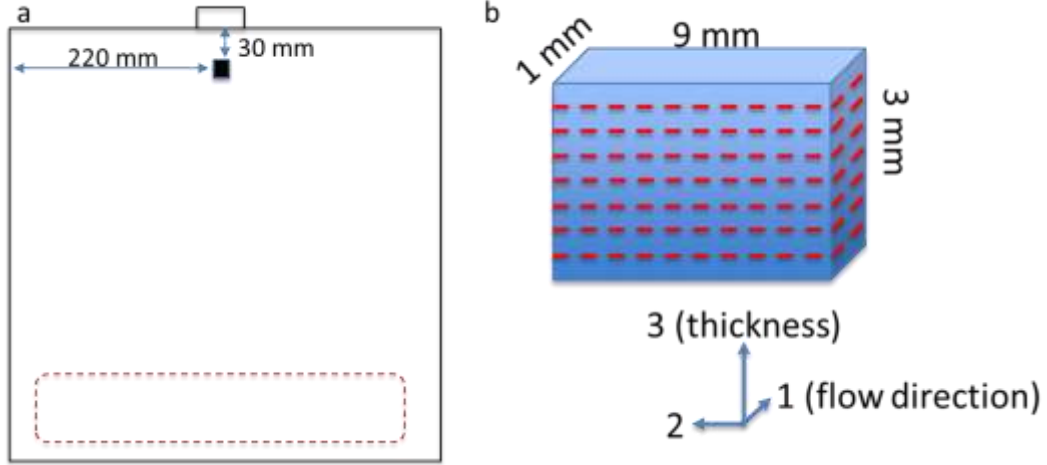 a
30 mm
220 mm
b
1 mm
9 mm
3 mm
3 (thickness)
1 (flow direction)
2